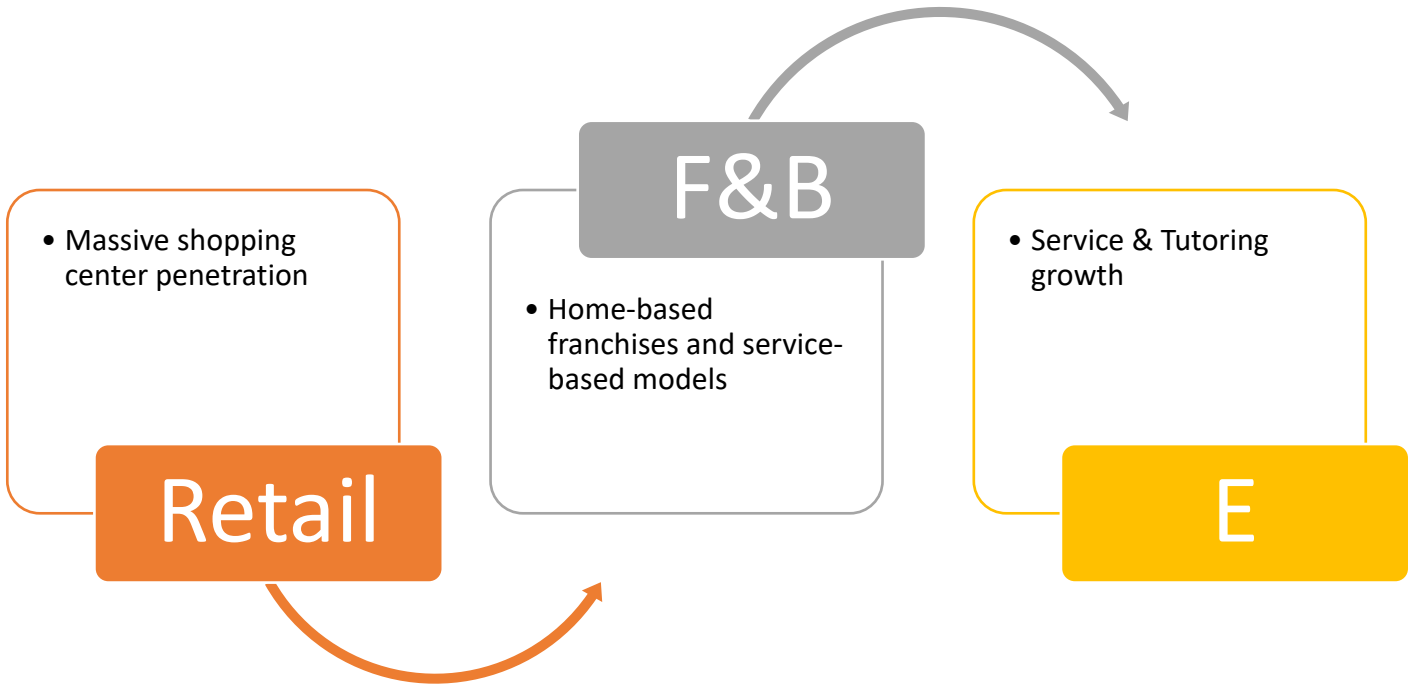 • Massive shopping
center penetration
Retail
F&B
• Home-based
franchises and service-
based models
• Service & Tutoring
growth
E